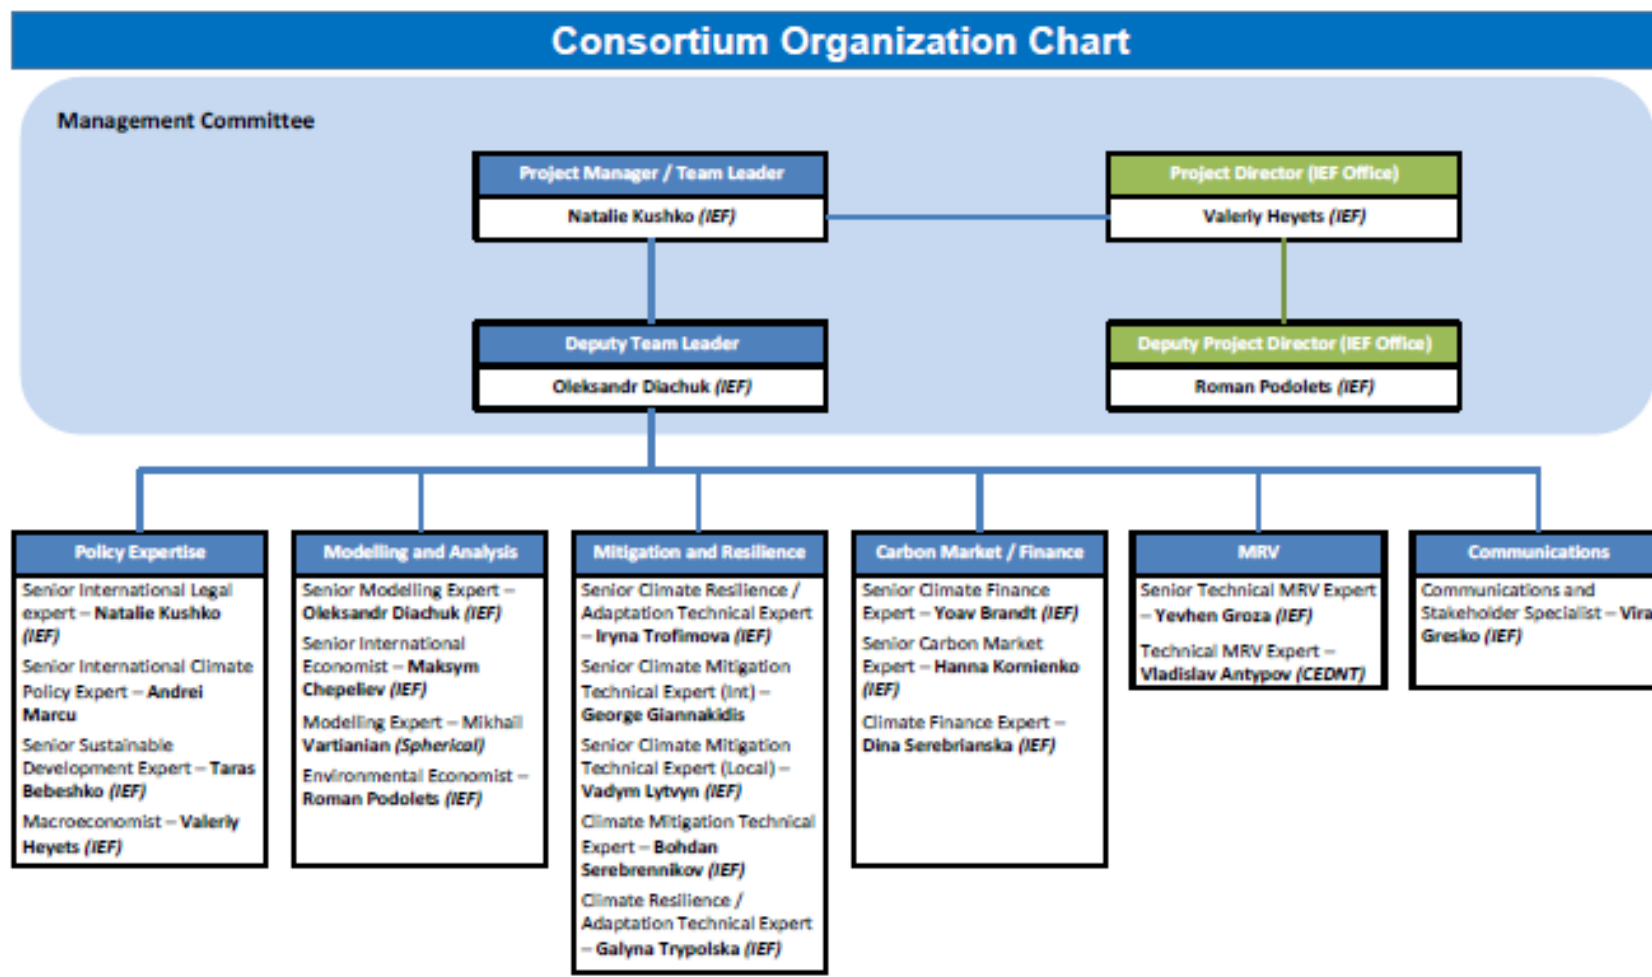 Consortium Organization Chart
Management Committee
Project Manager / Team Leader
Natalie Kushko (IEF)
Project Director (IEF Office)
Valeriy Heyets (IEF)
Deputy Team Leader
Oleksandr Diachuk (IEF)
Deputy Project Director (IEF Office)
Roman Podolets (IEF)
Policy Expertise
Senior International Legal
expert – Natalie Kushko
(IEF)
Senior International Climate
Policy Expert – Andrei
Marcu
Senior Sustainable
Development Expert – Taras
Bebeshko (IEF)
Macroeconomist – Valeriy
Heyets (IEF)
Modelling and Analysis
Senior Modelling Expert –
Oleksandr Diachuk (IEF)
Senior International
Economist – Maksym
Chepeliev (IEF)
Modelling Expert – Mikhail
Vartianian (Spherical)
Environmental Economist –
Roman Podolets (IEF)
Mitigation and Resilience
Senior Climate Resilience /
Adaptation Technical Expert
– Iryna Trofimova (IEF)
Senior Climate Mitigation
Technical Expert (Int) –
George Giannakidis
Senior Climate Mitigation
Technical Expert (Local) –
Vadym Lytvyn (IEF)
Climate Mitigation Technical
Expert – Bohdan
Serebrennikov (IEF)
Climate Resilience /
Adaptation Technical Expert
– Galyna Trypolska (IEF)
Carbon Market / Finance
Senior Climate Finance
Expert – Yoav Brandt (IEF)
Senior Carbon Market
Expert – Hanna Kornienko
(IEF)
Climate Finance Expert –
Dina Serebrianska (IEF)
MRV
Senior Technical MRV Expert
– Yevhen Groza (IEF)
Technical MRV Expert –
Vladislav Antypov (CEDNT)
Communications
Communications and
Stakeholder Specialist – Vira
Gresko (IEF)